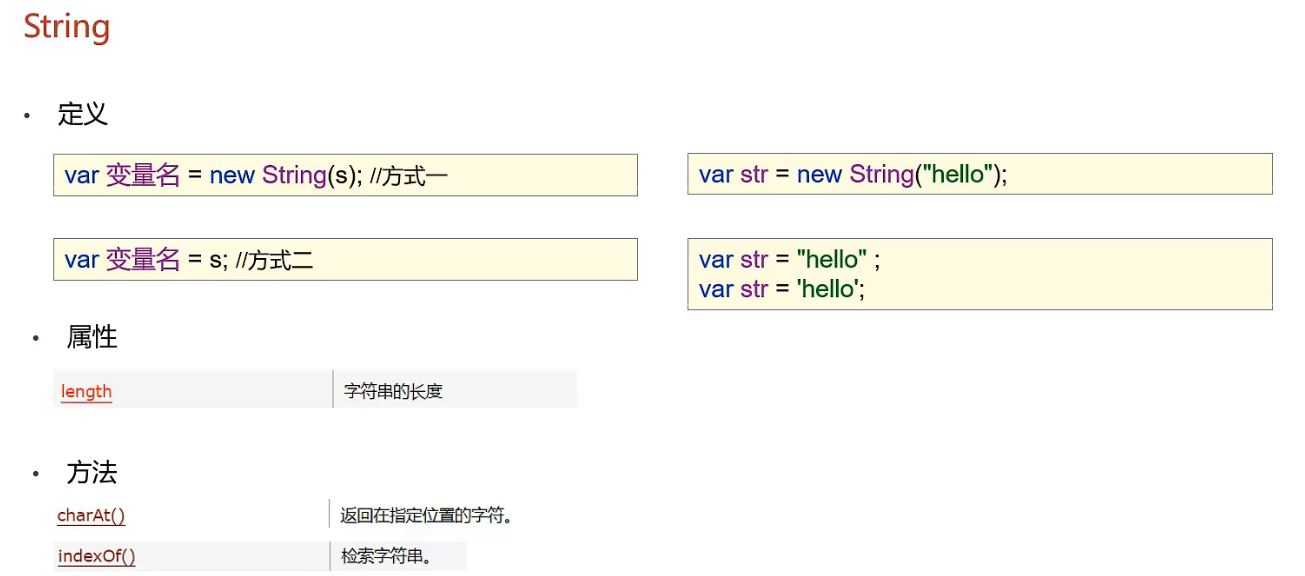 String
• 定义
var 变量名 = new String(s); //方式一
var str = new String("hello");
var 变量名 = s; //方式二
var str = "hello" ;
var str = 'hello';
• 属性
length 字符串的长度
• 方法
charAt() 返回在指定位置的字符。
indexOf() 检索字符串。